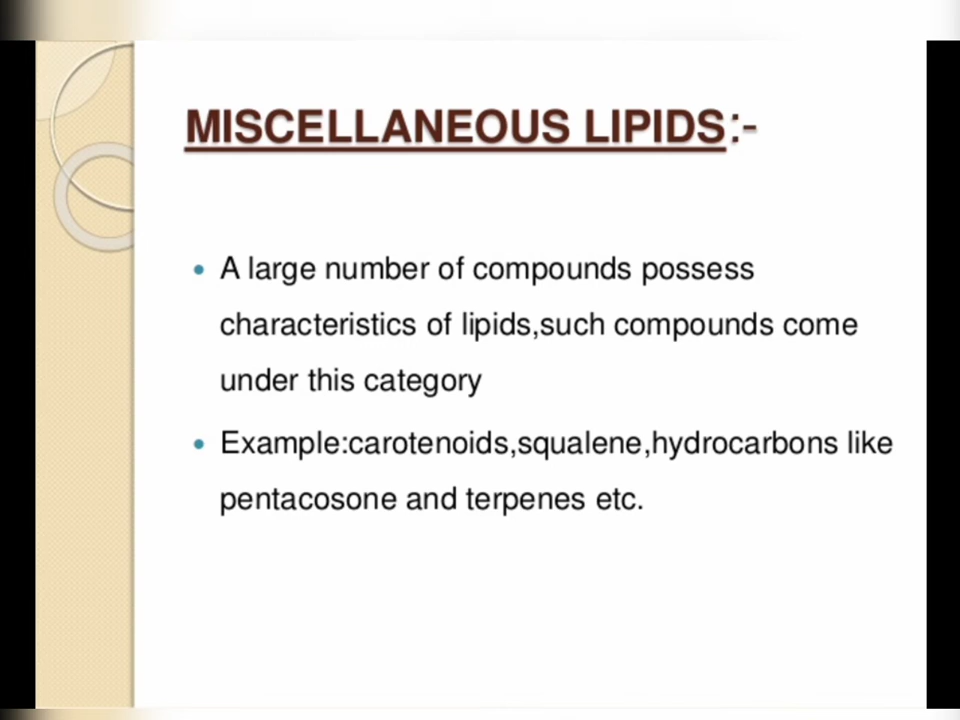 MISCELLANEOUS LIPIDS:-
A large number of compounds possess
characteristics of lipids,such compounds come
under this category
Example:carotenoids,squalene,hydrocarbons like
pentacosone and terpenes etc.